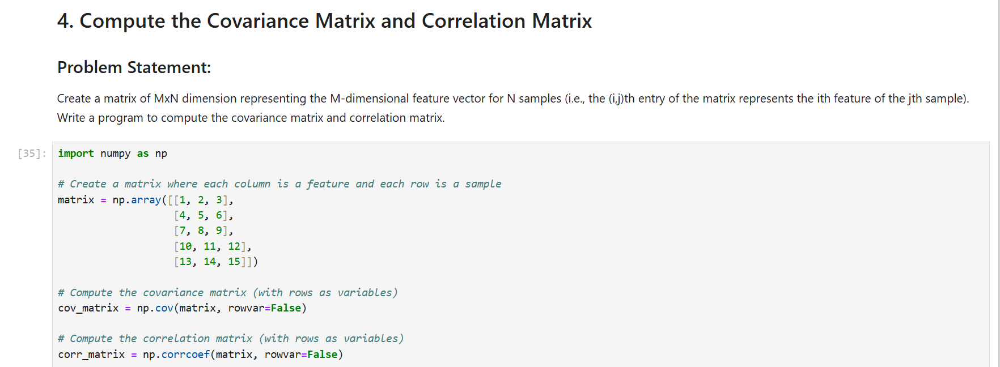 4. Compute the Covariance Matrix and Correlation Matrix
Problem Statement:
Create a matrix of MxN dimension representing the M-dimensional feature vector for N samples (i.e., the (i,j)th entry of the matrix represents the ith feature of the jth sample).
Write a program to compute the covariance matrix and correlation matrix.
[35]: import numpy as np
# Create a matrix where each column is a feature and each row is a sample
matrix = np.array([[1, 2, 3],
[4, 5, 6],
[7, 8, 9],
[10, 11, 12],
[13, 14, 15]])
# Compute the covariance matrix (with rows as variables)
cov_matrix = np.cov(matrix, rowvar=False)
# Compute the correlation matrix (with rows as variables)
corr_matrix = np.corrcoef(matrix, rowvar=False)